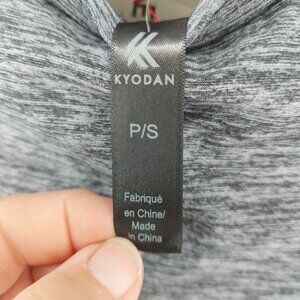 KYODAN
P/S
Fabriqué
en Chine/
Made
in China